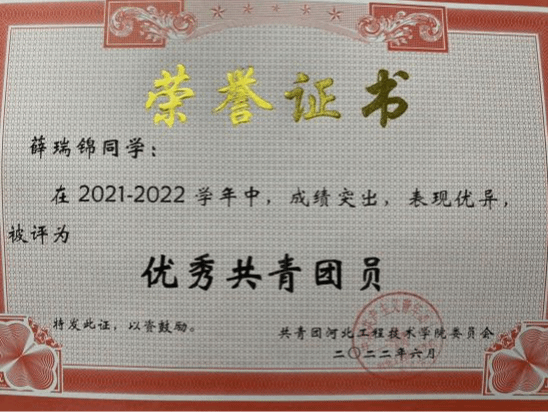 荣誉证书
薛瑞锦同学：
在2021-2022学年中，成绩突出，表现优异，
被评为
优秀共青团员
特发此证，以资鼓励。
共青团河北工程技术学院委员会
二〇二二年六月